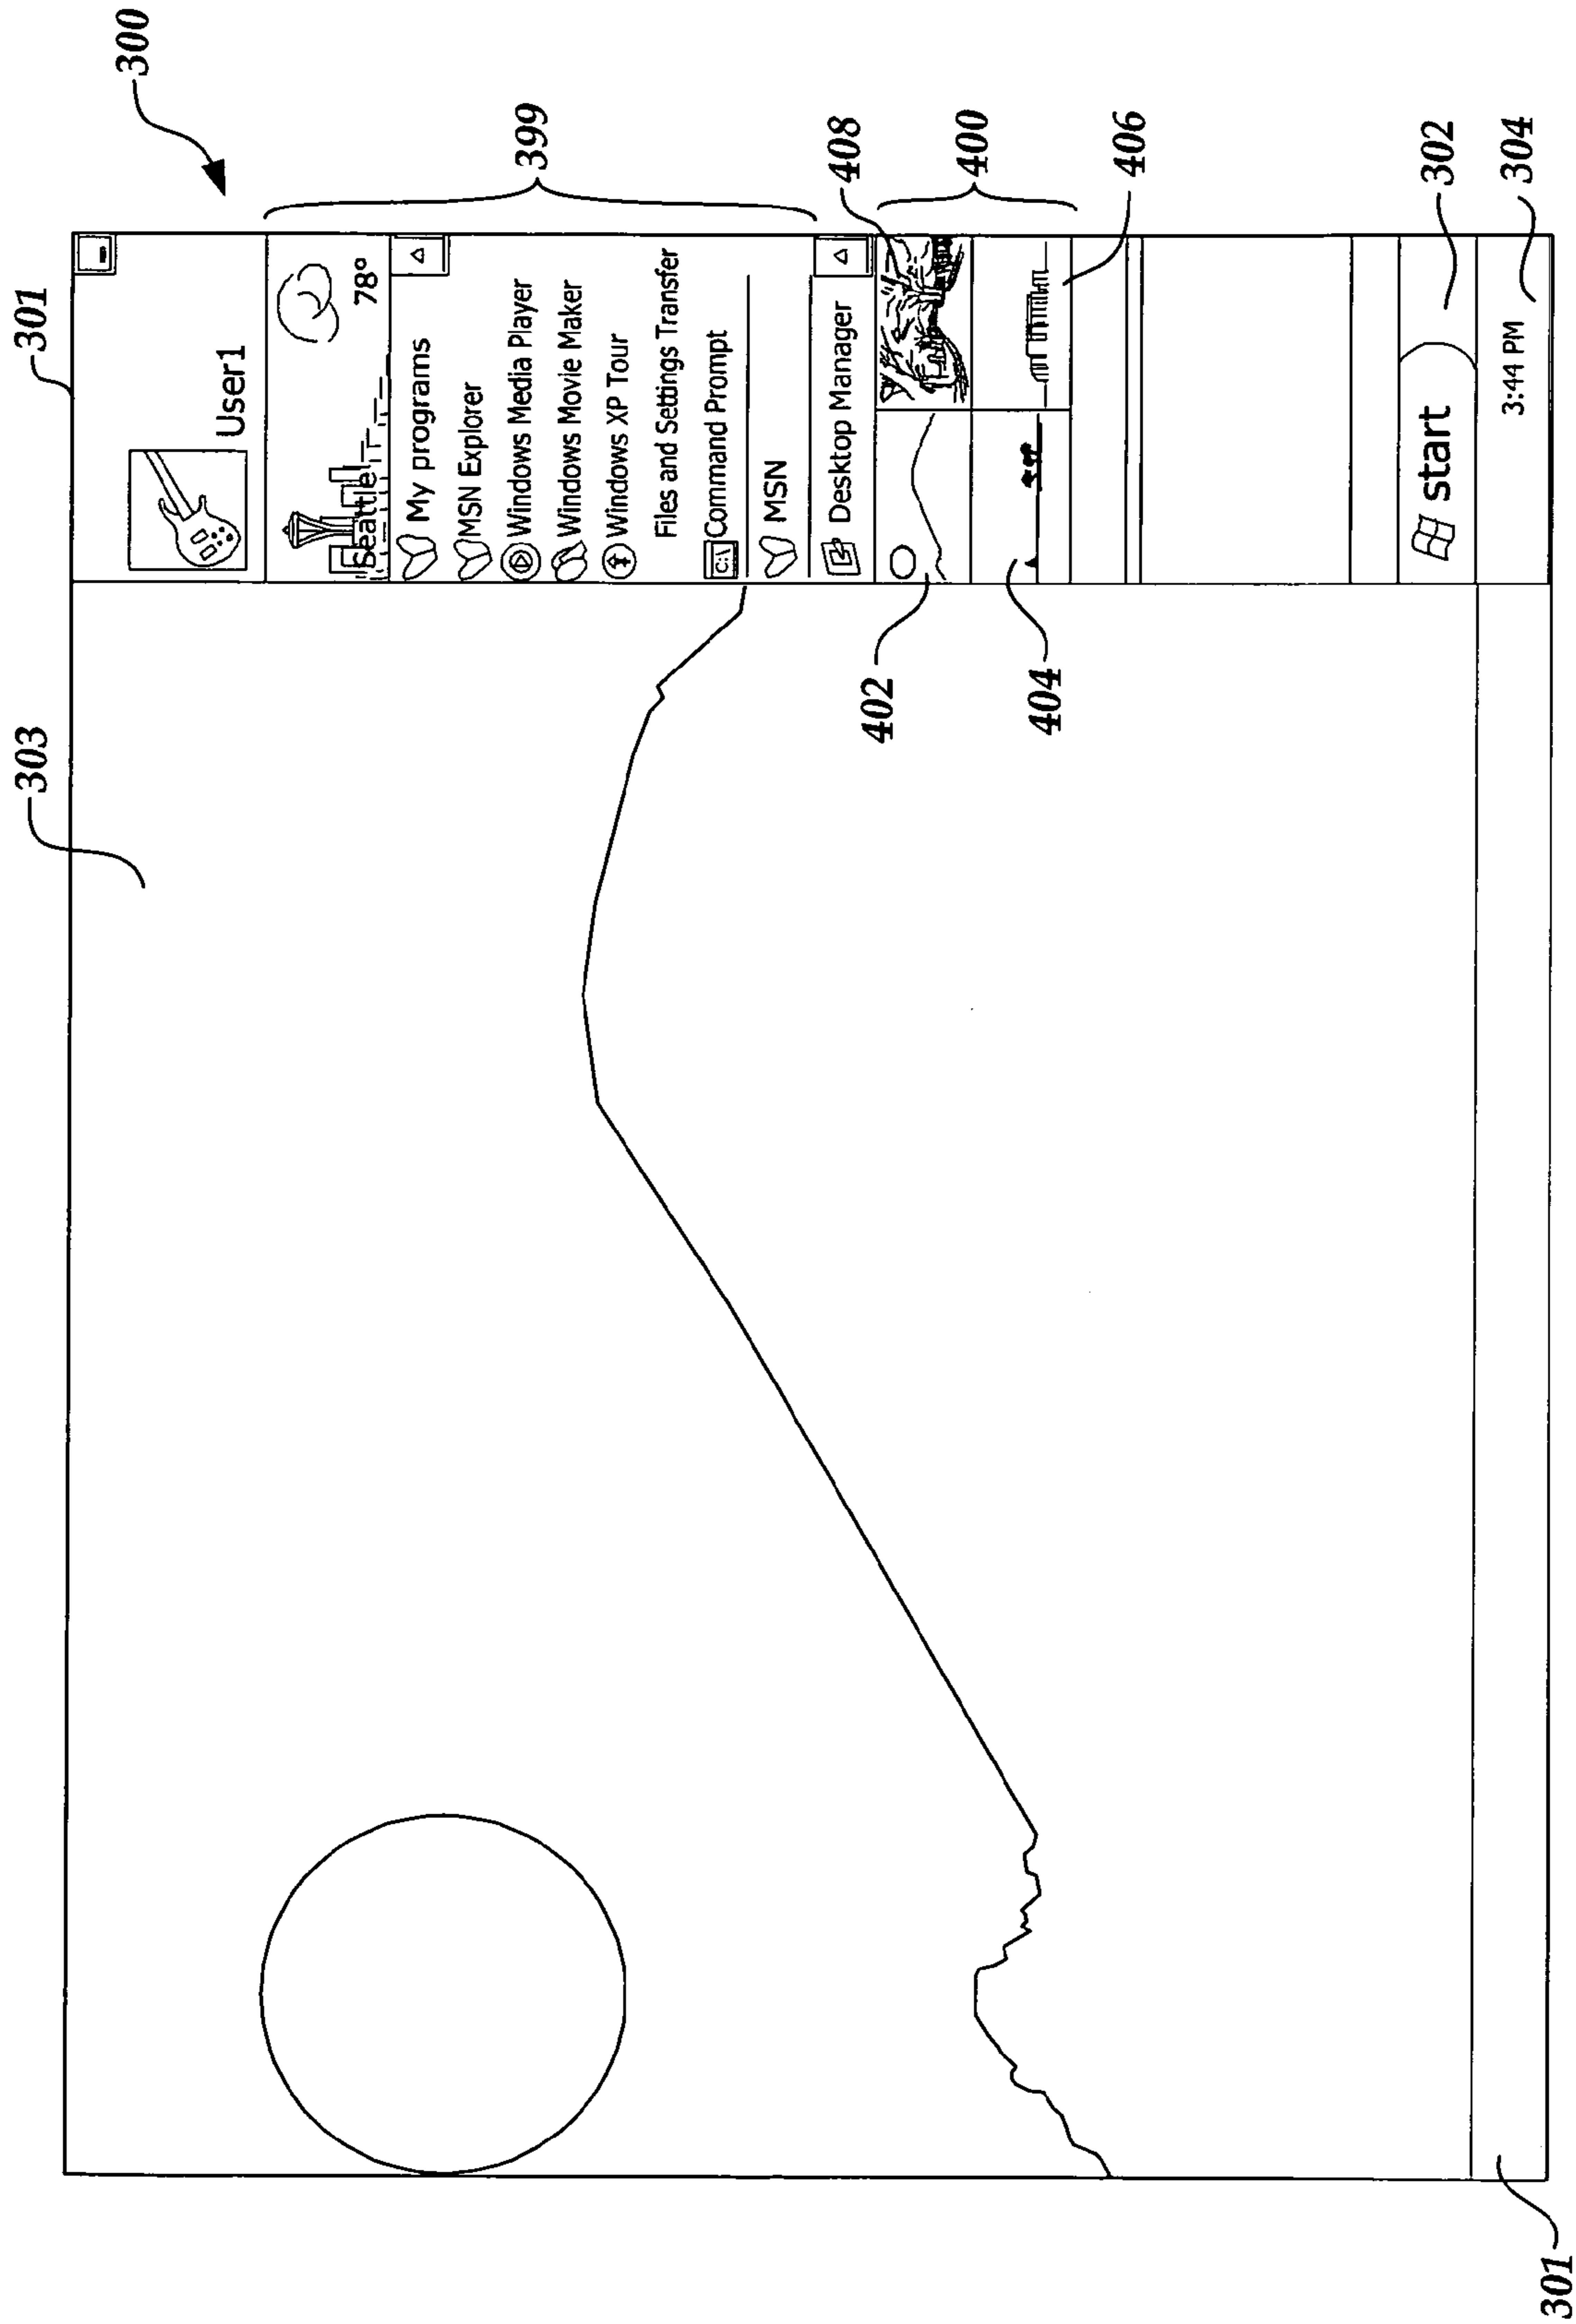 303
301
300
User1
Seattle 78°
My programs
MSN Explorer
Windows Media Player
399
Windows Movie Maker
Windows XP Tour
Files and Settings Transfer
C:\ Command Prompt
MSN
Desktop Manager
408
402
400
404
406
start
302
3:44 PM
304
301